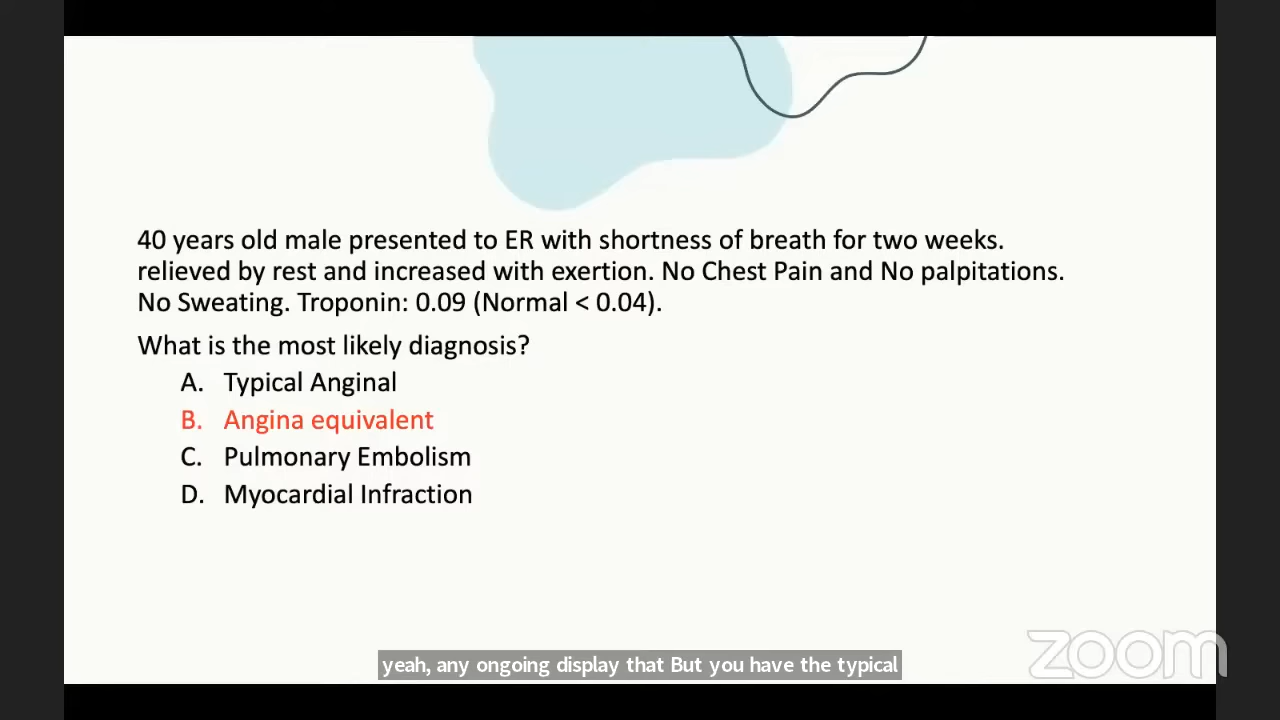 40 years old male presented to ER with shortness of breath for two weeks.
relieved by rest and increased with exertion. No Chest Pain and No palpitations.
No Sweating. Troponin: 0.09 (Normal < 0.04).
What is the most likely diagnosis?
A. Typical Anginal
B. Angina equivalent
C. Pulmonary Embolism
D. Myocardial Infraction
zoom
yeah, any ongoing display that But you have the typical